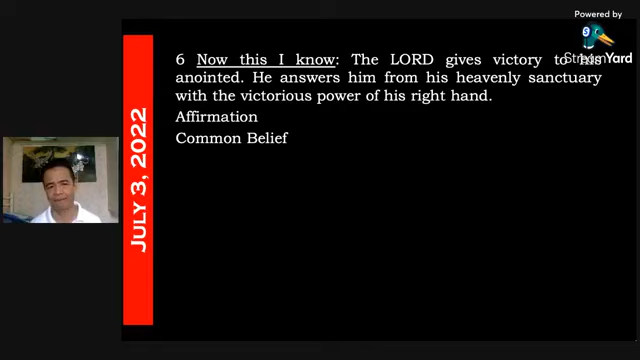 Powered by
StreamYard
6 Now this I know: The LORD gives victory to his
anointed. He answers him from his heavenly sanctuary
with the victorious power of his right hand.
Affirmation
Common Belief
JULY 3, 2022